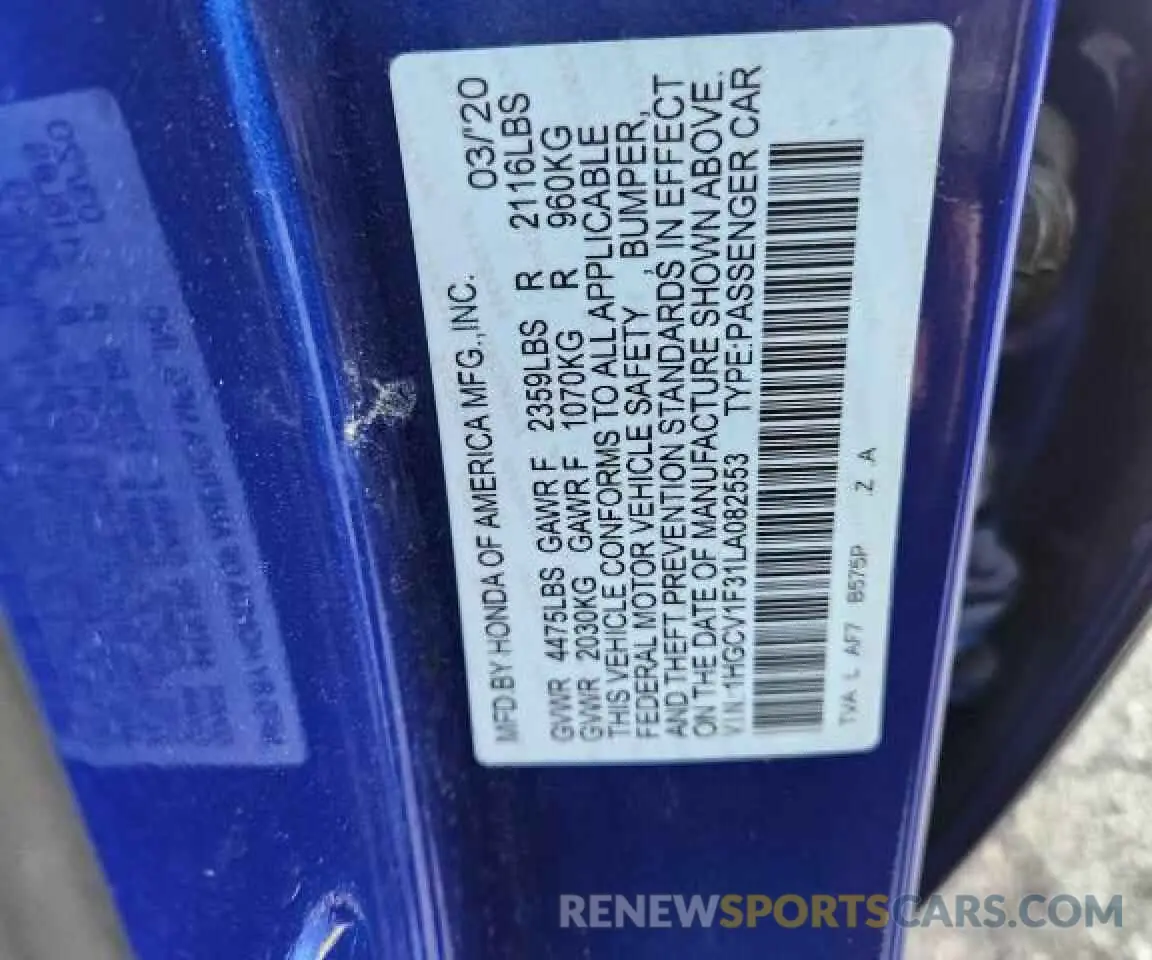 MFD.BY HONDA OF AMERICA MFG.,INC. 03/'20
GVWR 4475LBS GAWR F 2359LBS R 2116LBS
GVWR 2030KG GAWR F 1070KG R 960KG
THIS VEHICLE CONFORMS TO ALL APPLICABLE
FEDERAL MOTOR VEHICLE SAFETY , BUMPER,
AND THEFT PREVENTION STANDARDS IN EFFECT
ON THE DATE OF MANUFACTURE SHOWN ABOVE.
VIN:1HGCV1F31LA082553 TYPE:PASSENGER CAR
TVA L AF7 B575P .Z .A
RENEWSPORTSCARS.COM